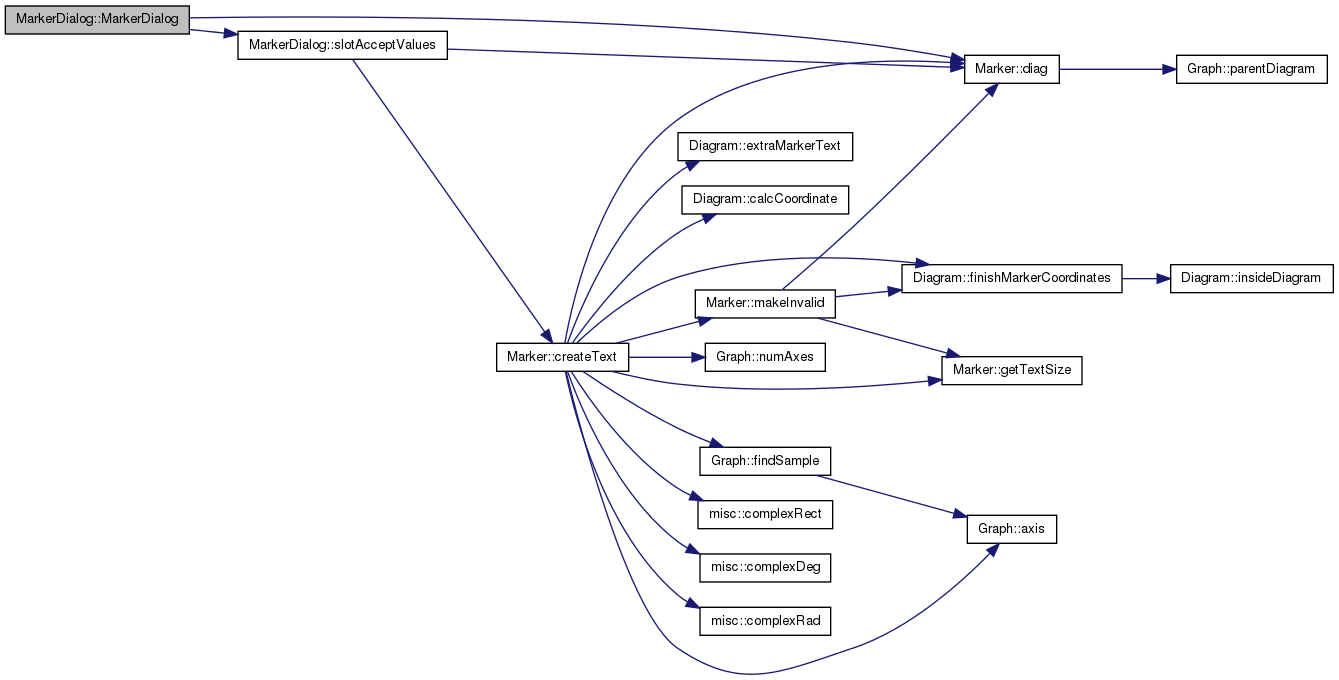 MarkerDialog::MarkerDialog
MarkerDialog::slotAcceptValues
Marker::diag
Graph::parentDiagram
Diagram::extraMarkerText
Diagram::calcCoordinate
Diagram::finishMarkerCoordinates
Diagram::insideDiagram
Marker::makeInvalid
Marker::createText
Graph::numAxes
Marker::getTextSize
Graph::findSample
misc::complexRect
Graph::axis
misc::complexDeg
misc::complexRad